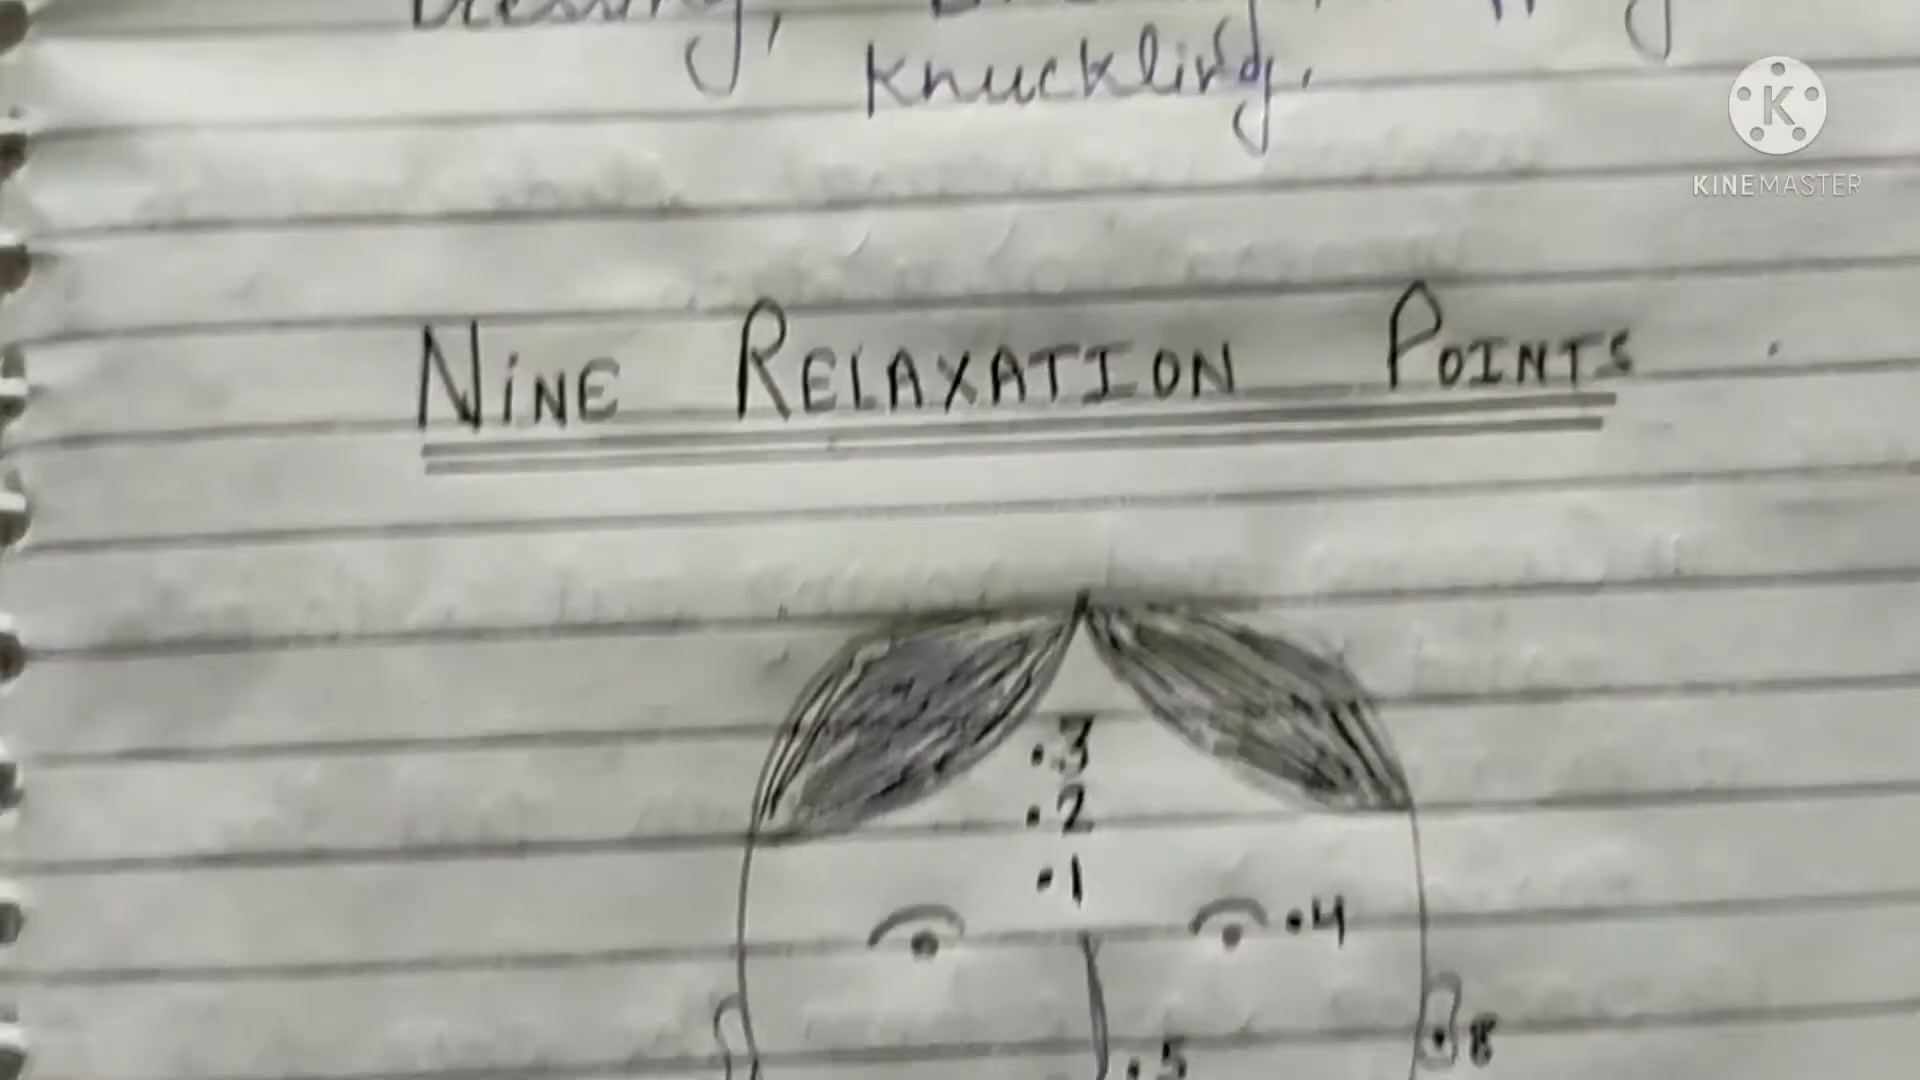 knuckling.
K
KINEMASTER
NINE RELAXATION POINTS
.3
.2
.1
.4
.5
8